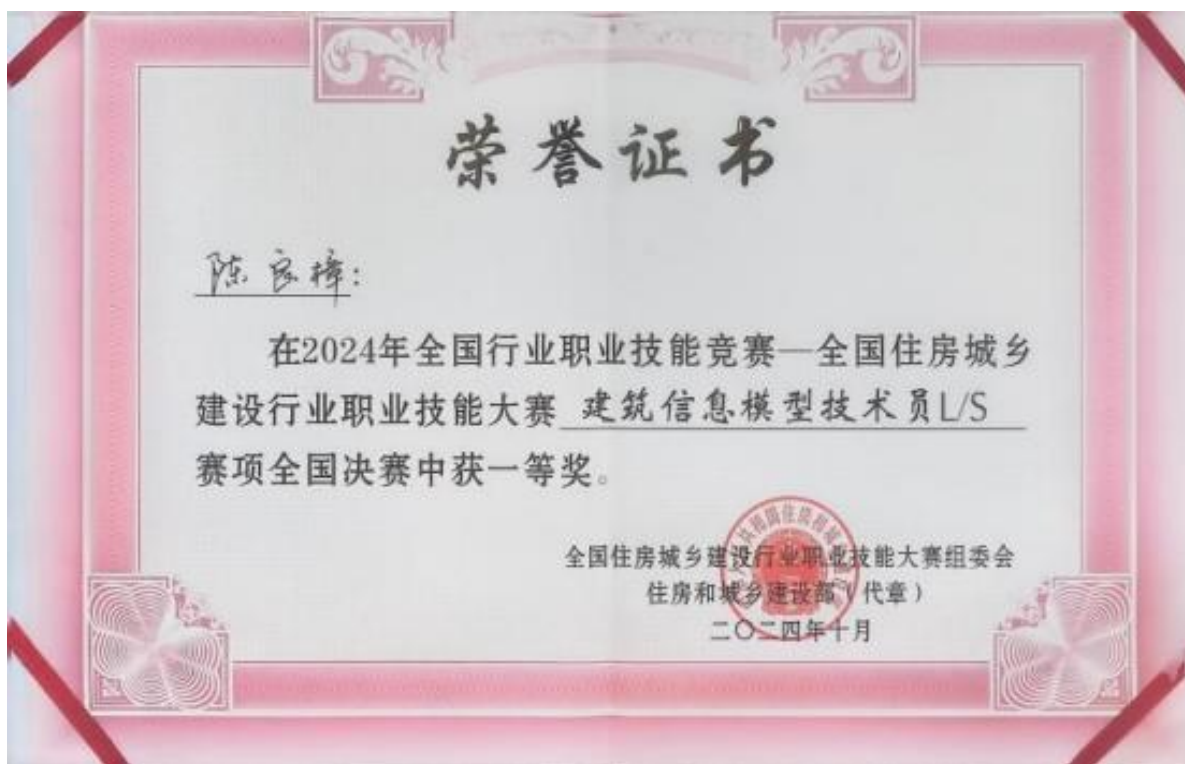 荣誉证书
陈良樟:
在2024年全国行业职业技能竞赛—全国住房城乡
建设行业职业技能大赛 建筑信息模型技术员L/S
赛项全国决赛中获一等奖。
全国住房城乡建设行业职业技能大赛组委会
住房和城乡建设部(代章)
二〇二四年十月